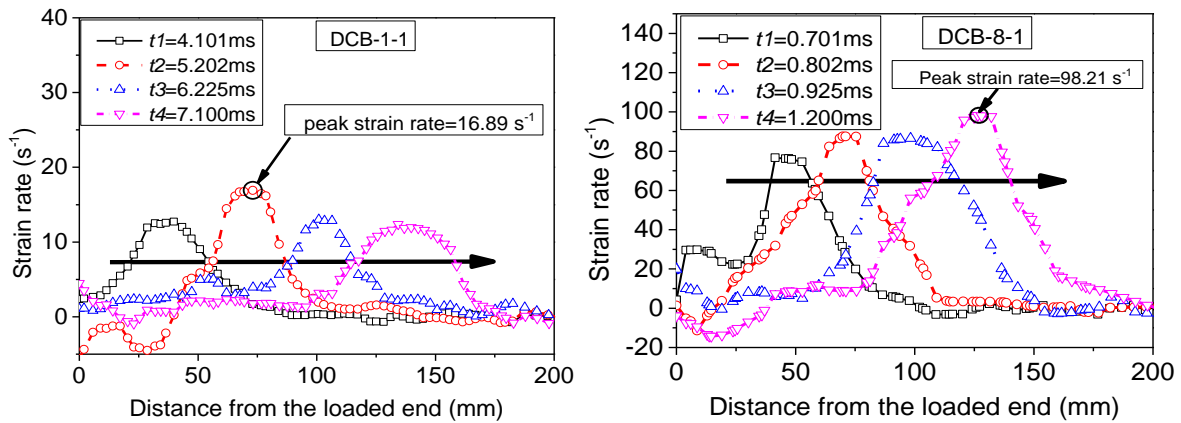 40
30
20
10
0
0
50
100
150
200
Strain rate (s⁻¹)
Distance from the loaded end (mm)
t1=4.101ms
t2=5.202ms
t3=6.225ms
t4=7.100ms
DCB-1-1
peak strain rate=16.89 s⁻¹
140
120
100
80
60
40
20
0
-20
0
50
100
150
200
Strain rate (s⁻¹)
Distance from the loaded end (mm)
t1=0.701ms
t2=0.802ms
t3=0.925ms
t4=1.200ms
DCB-8-1
Peak strain rate=98.21 s⁻¹